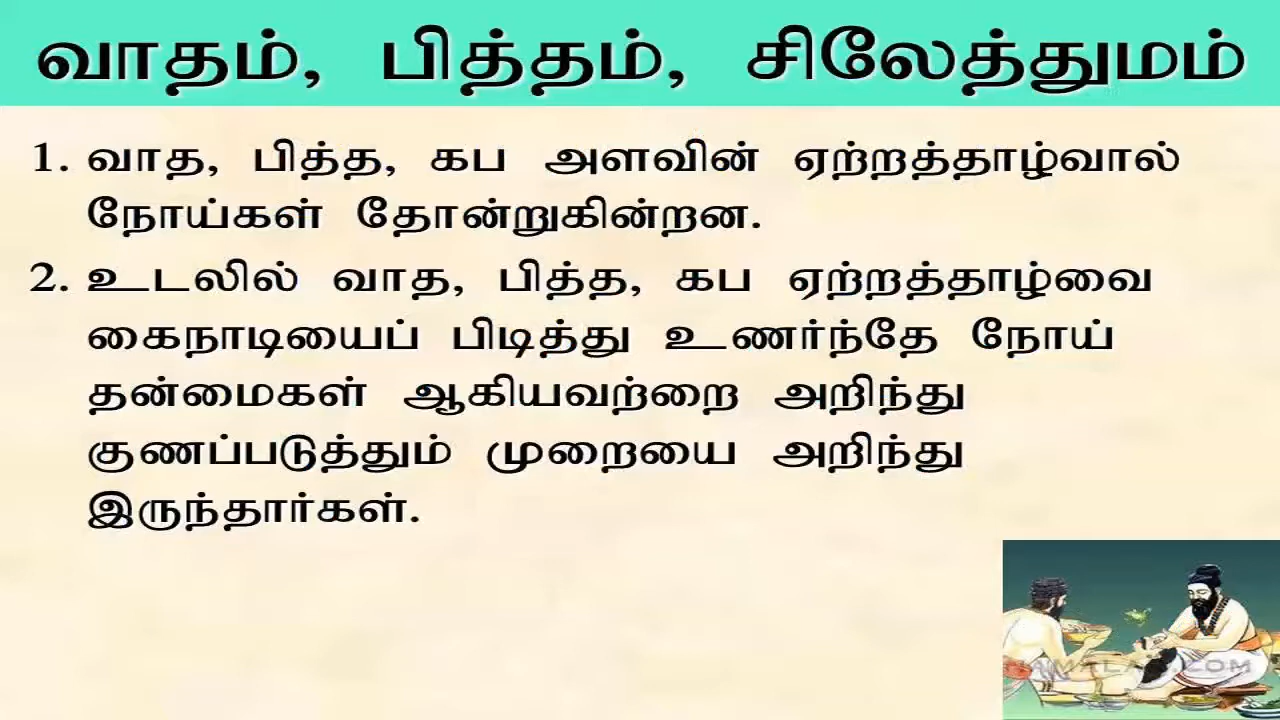 வாதம், பித்தம், சிலேத்துமம்
1. வாத, பித்த, கப அளவின் ஏற்றத்தாழ்வால்
நோய்கள் தோன்றுகின்றன.
2. உடலில் வாத, பித்த, கப ஏற்றத்தாழ்வை
கைநாடியைப் பிடித்து உணர்ந்தே நோய்
தன்மைகள் ஆகியவற்றை அறிந்து
குணப்படுத்தும் முறையை அறிந்து
இருந்தார்கள்.